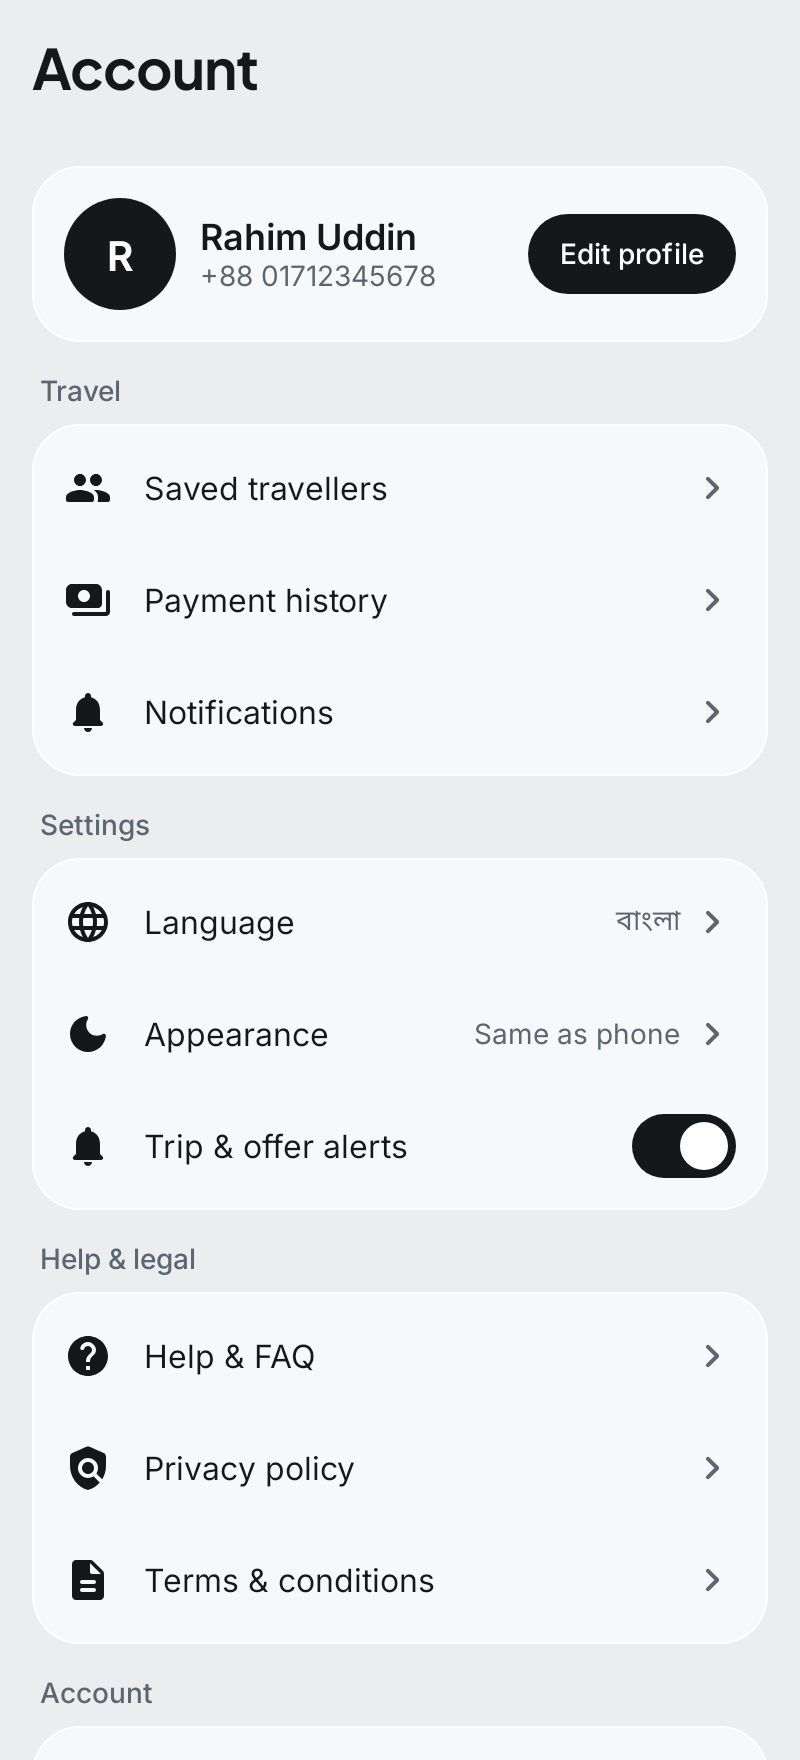 Account
R
Rahim Uddin
+88 01712345678
Edit profile
Travel
Saved travellers
Payment history
Notifications
Settings
Language বাংলা
Appearance Same as phone
Trip & offer alerts
Help & legal
Help & FAQ
Privacy policy
Terms & conditions
Account